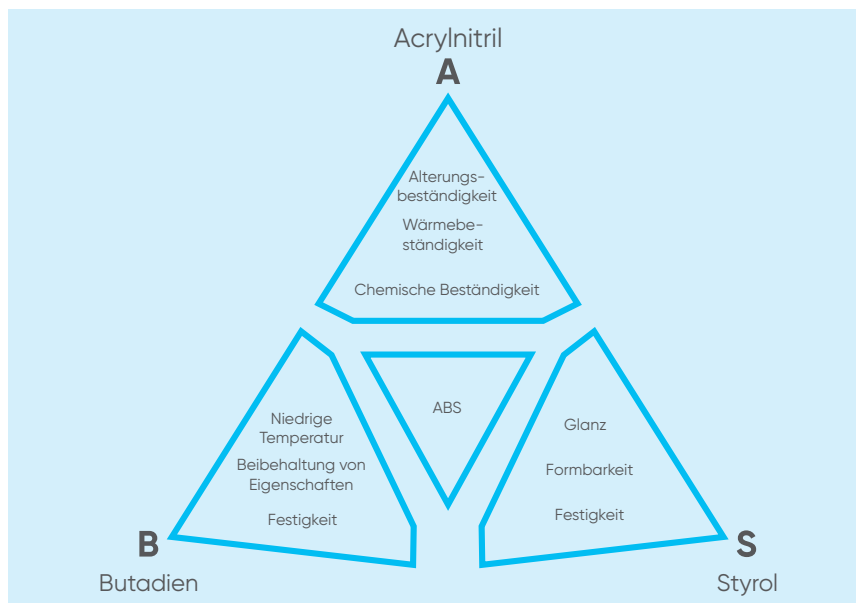 Acrylnitril
A
Alterungs-
beständigkeit
Wärmebe-
ständigkeit
Chemische Beständigkeit
ABS
Niedrige
Temperatur
Beibehaltung von
Eigenschaften
Festigkeit
Glanz
Formbarkeit
Festigkeit
B
Butadien
S
Styrol